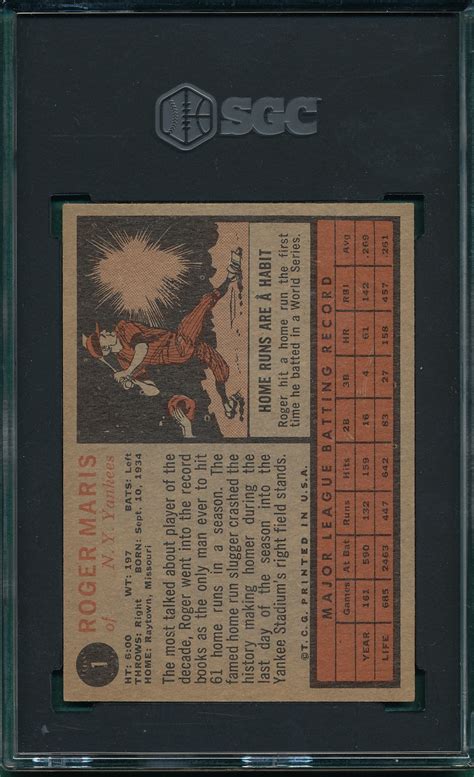 SGC
1
ROGER MARIS
of N. Y. Yankees
HT: 6:00 WT: 197 BATS: Left
THROWS: Right BORN: Sept. 10, 1934
HOME: Raytown, Missouri
The most talked about player of the
decade, Roger went into the record
books as the only man ever to hit
61 home runs in a season. The
famed home run slugger crashed the
history making homer during the
last day of the season into the
Yankee Stadium's right field stands.
©T.C.G. PRINTED IN U.S.A.
HOME RUNS ARE A HABIT
Roger hit a home run the first
time he batted in a World Series.
MAJOR LEAGUE BATTING RECORD
Games At Bat Runs Hits 2B 3B HR RBI Avg
YEAR 161 590 132 159 16 4 61 142 .269
LIFE 685 2463 447 642 83 27 158 457 .261